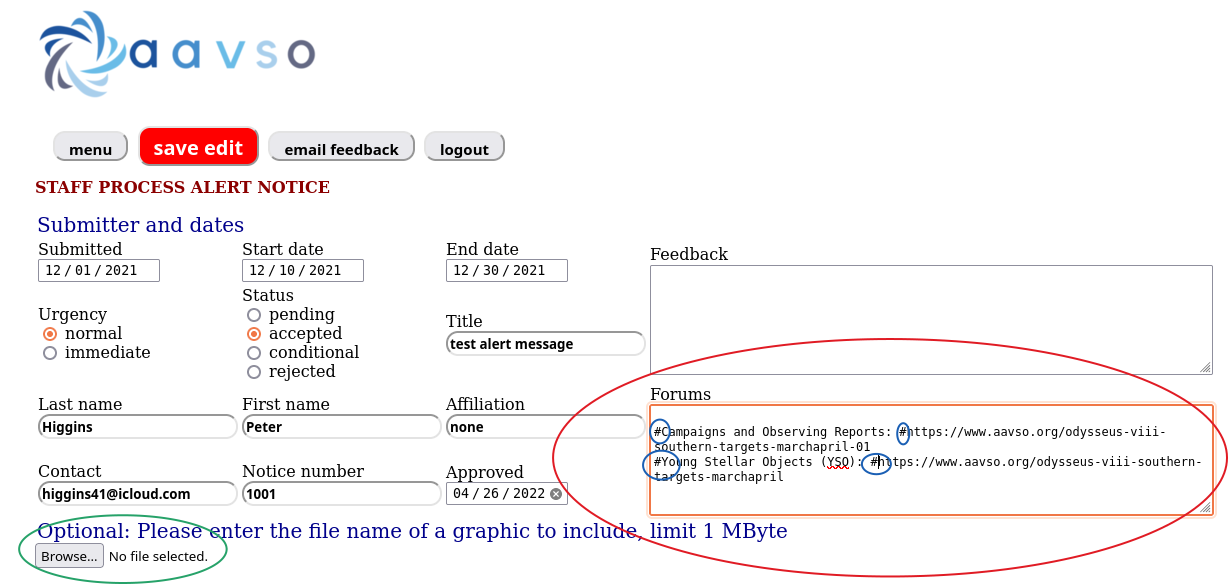 aavso
menu save edit email feedback logout
STAFF PROCESS ALERT NOTICE
Submitter and dates
Submitted Start date End date Feedback
12 / 01 / 2021 12 / 10 / 2021 12 / 30 / 2021
Status
Urgency pending Title
normal accepted test alert message
immediate conditional
rejected
Last name First name Affiliation Forums
Higgins Peter none
#Campaigns and Observing Reports: #https://www.aavso.org/odysseus-viii-
southern-targets-marchapril-01
#Young Stellar Objects (YSO): #https://www.aavso.org/odysseus-viii-southern-
targets-marchapril
Contact Notice number Approved
higgins41@icloud.com 1001 04 / 26 / 2022
Optional: Please enter the file name of a graphic to include, limit 1 MByte
Browse... No file selected.